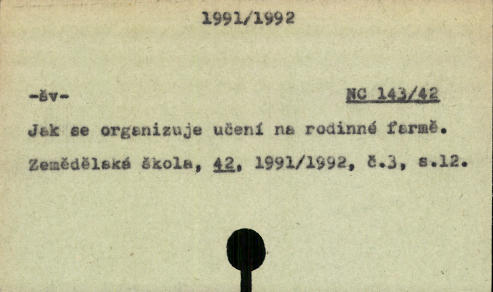 1991/1992
-šv- NC 143/42
Jak se organizuje učení na rodinné farmě.
Zemědělská škola, 42, 1991/1992, č.3, s.12.